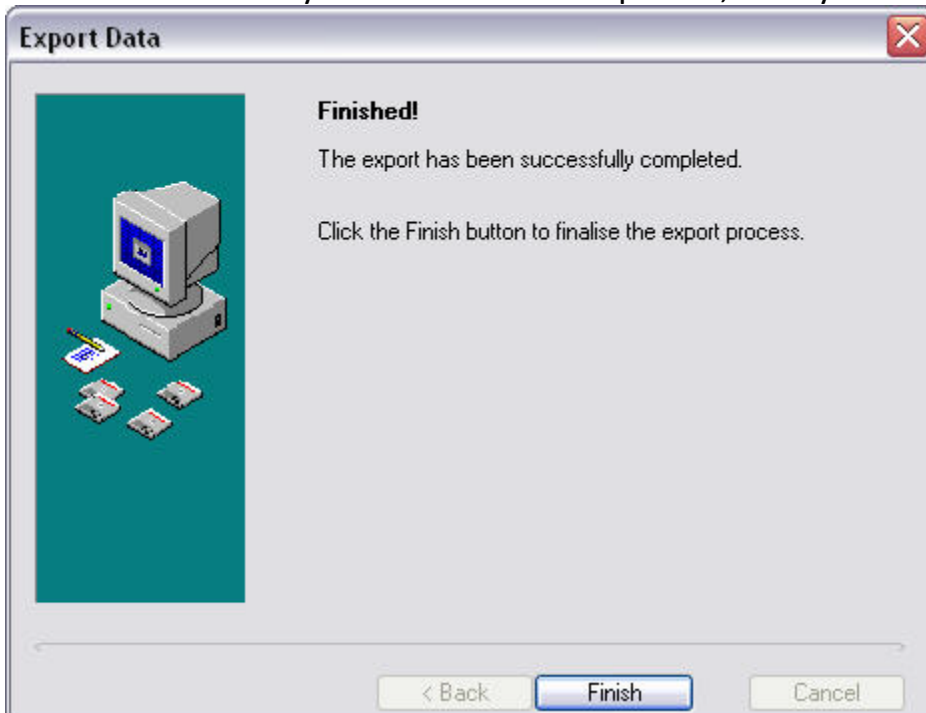 Export Data
Finished!
The export has been successfully completed.
Click the Finish button to finalise the export process.
< Back Finish Cancel